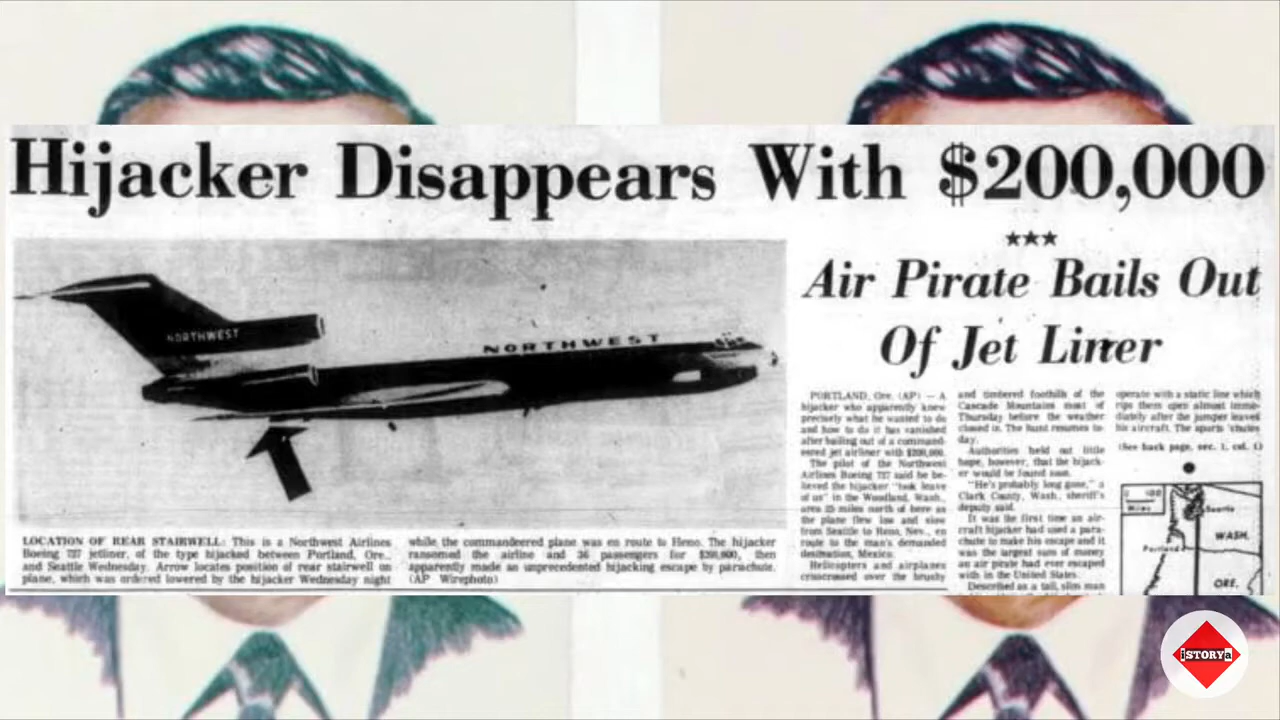 Hijacker Disappears With $200,000
NORTHWEST
NORTHWEST
LOCATION OF REAR STAIRWELL: This is a Northwest Airlines
Boeing 727 jetliner, of the type hijacked between Portland, Ore.,
and Seattle Wednesday. Arrow locates position of rear stairwell on
plane, which was ordered lowered by the hijacker Wednesday night
while the commandeered plane was en route to Reno. The hijacker
ransomed the airline and 36 passengers for $200,000, then
apparently made an unprecedented hijacking escape by parachute.
(AP Wirephoto)
★★★
Air Pirate Bails Out
Of Jet Liner
PORTLAND, Ore. (AP) — A
hijacker who apparently knew
precisely what he wanted to do
and how to do it has vanished
after bailing out of a command-
eered jet airliner with $200,000.
The pilot of the Northwest
Airlines Boeing 727 said he be-
lieved the hijacker "took leave
of us" in the Woodland, Wash.,
area 25 miles north of here as
the plane flew low and slow
from Seattle to Reno, Nev., en
route to the man's demanded
destination, Mexico.
Helicopters and airplanes
crisscrossed over the brushy
and timbered foothills of the
Cascade Mountains most of
Thursday before the weather
closed in. The hunt resumes to-
day.
Authorities held out little
hope, however, that the hijack-
er would be found soon.
"He's probably long gone," a
Clark County, Wash., sheriff's
deputy said.
It was the first time an air-
craft hijacker had used a para-
chute to make his escape and it
was the largest sum of money
an air pirate had ever escaped
with in the United States.
Described as a tall, slim man
operate with a static line which
rips them open almost imme-
diately after the jumper leaves
his aircraft. The sports chutes
(See back page, sec. 1, col. 1)
0 100
Miles
Seattle
WASH.
Portland
ORE.
iSTORYa